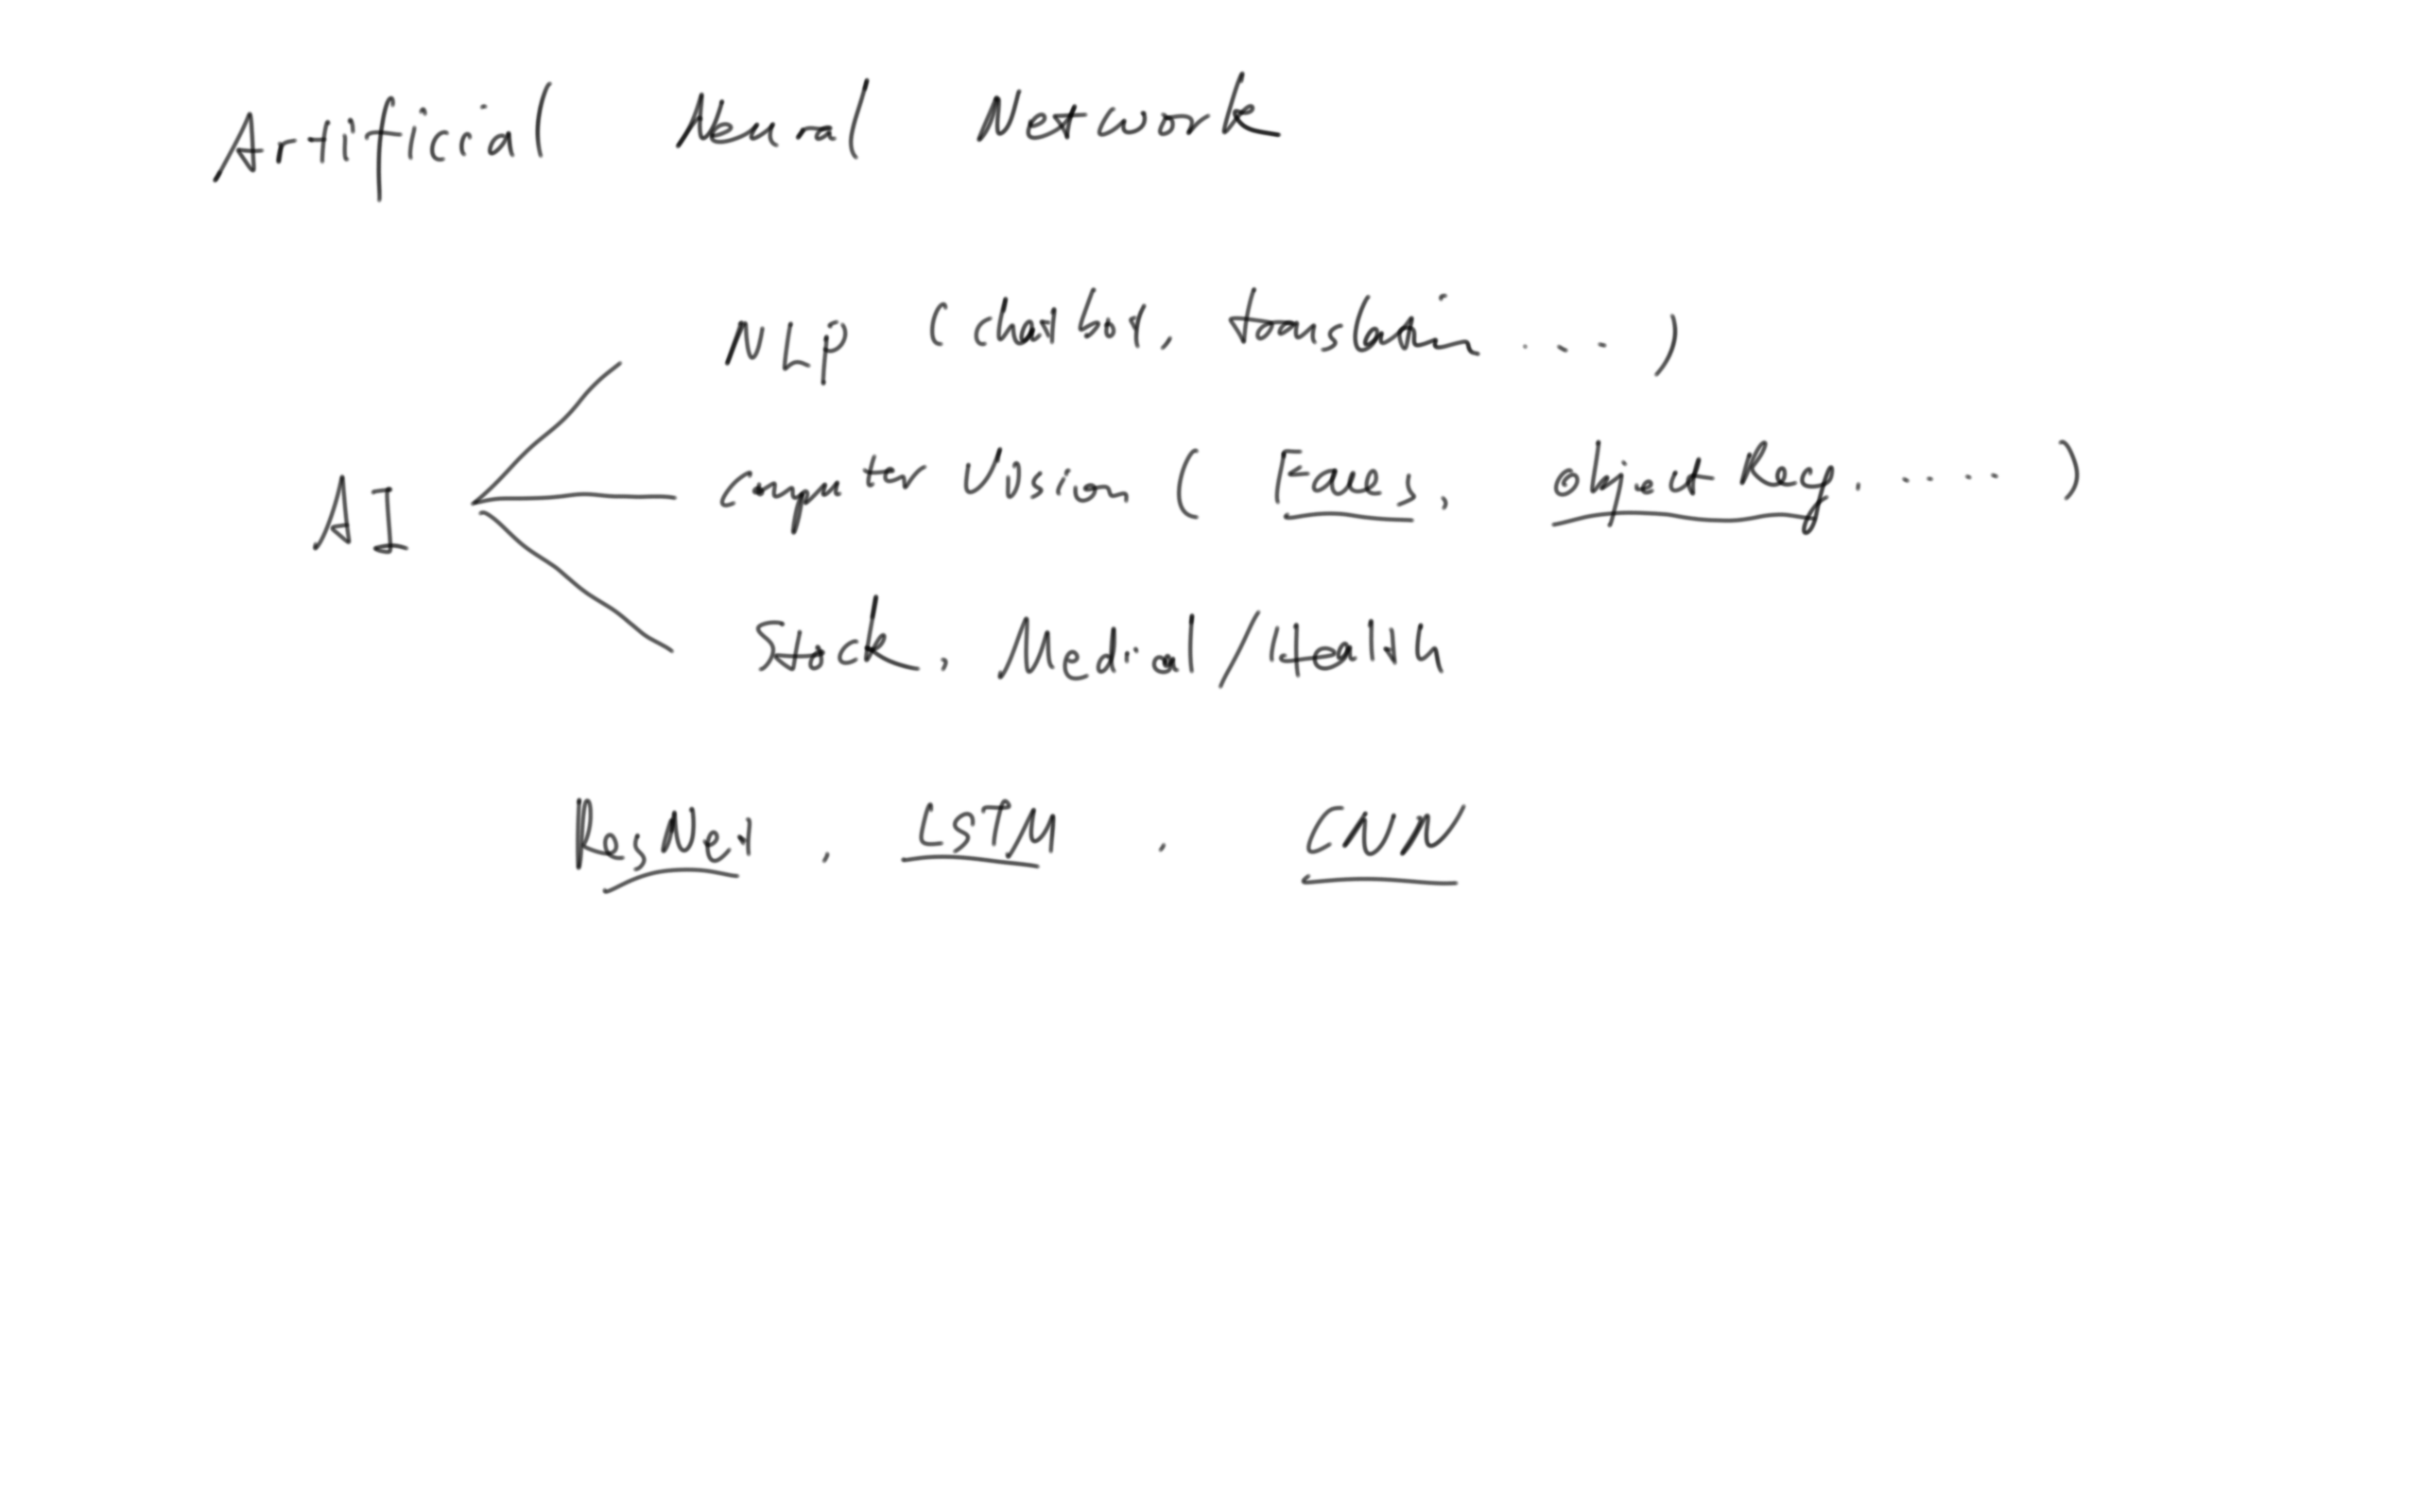 Artificial Neural Network
NLP (chatbot, translation ....)
AI
computer Vision ( Faces, object Recg. .... )
Stock, Medical/Health
ResNet, LSTM, CNN